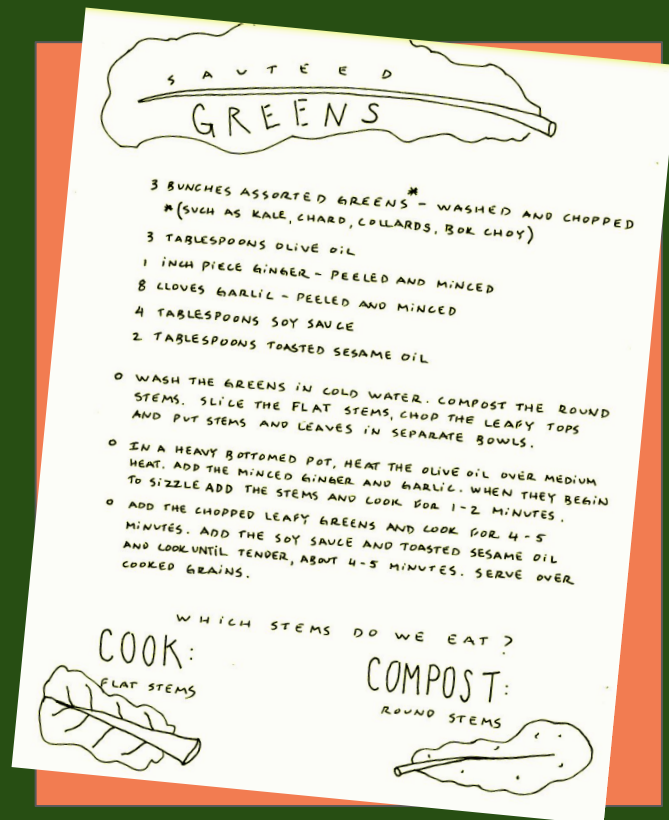 SAUTEED
GREENS
3 BUNCHES ASSORTED GREENS* - WASHED AND CHOPPED
*(SUCH AS KALE, CHARD, COLLARDS, BOK CHOY)
3 TABLESPOONS OLIVE OIL
1 INCH PIECE GINGER - PEELED AND MINCED
8 CLOVES GARLIC - PEELED AND MINCED
4 TABLESPOONS SOY SAUCE
2 TABLESPOONS TOASTED SESAME OIL
o WASH THE GREENS IN COLD WATER. COMPOST THE ROUND
STEMS. SLICE THE FLAT STEMS, CHOP THE LEAFY TOPS
AND PUT STEMS AND LEAVES IN SEPARATE BOWLS.
o IN A HEAVY BOTTOMED POT, HEAT THE OLIVE OIL OVER MEDIUM
HEAT. ADD THE MINCED GINGER AND GARLIC. WHEN THEY BEGIN
TO SIZZLE ADD THE STEMS AND COOK FOR 1-2 MINUTES.
o ADD THE CHOPPED LEAFY GREENS AND COOK FOR 4-5
MINUTES. ADD THE SOY SAUCE AND TOASTED SESAME OIL
AND COOK UNTIL TENDER, ABOUT 4-5 MINUTES. SERVE OVER
COOKED GRAINS.
WHICH STEMS DO WE EAT?
COOK:
FLAT STEMS
COMPOST:
ROUND STEMS